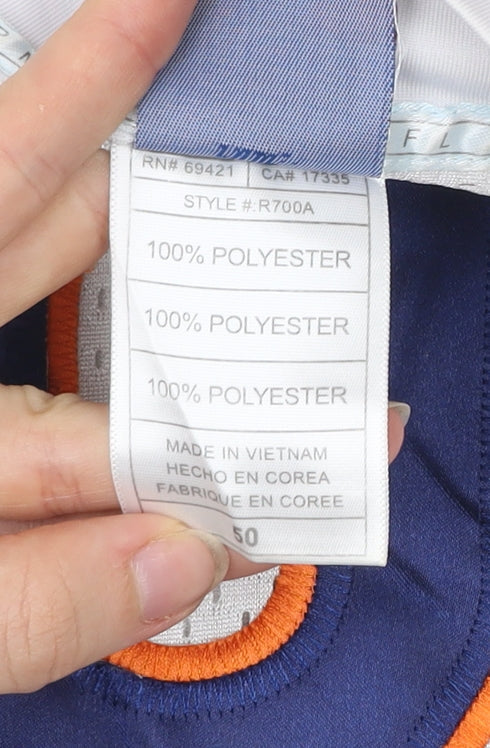 RN# 69421 CA# 17335
STYLE #:R700A
100% POLYESTER
100% POLYESTER
100% POLYESTER
MADE IN VIETNAM
HECHO EN COREA
FABRIQUE EN COREE
50
F L